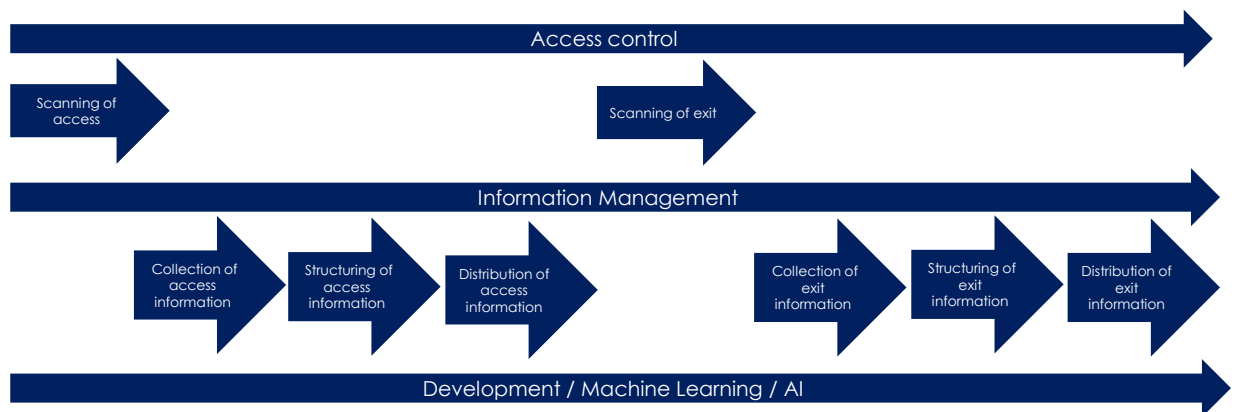 Access control
Scanning of
access
Scanning of exit
Information Management
Collection of
access
information
Structuring of
access
information
Distribution of
access
information
Collection of
exit
information
Structuring of
exit
information
Distribution of
exit
information
Development / Machine Learning / AI